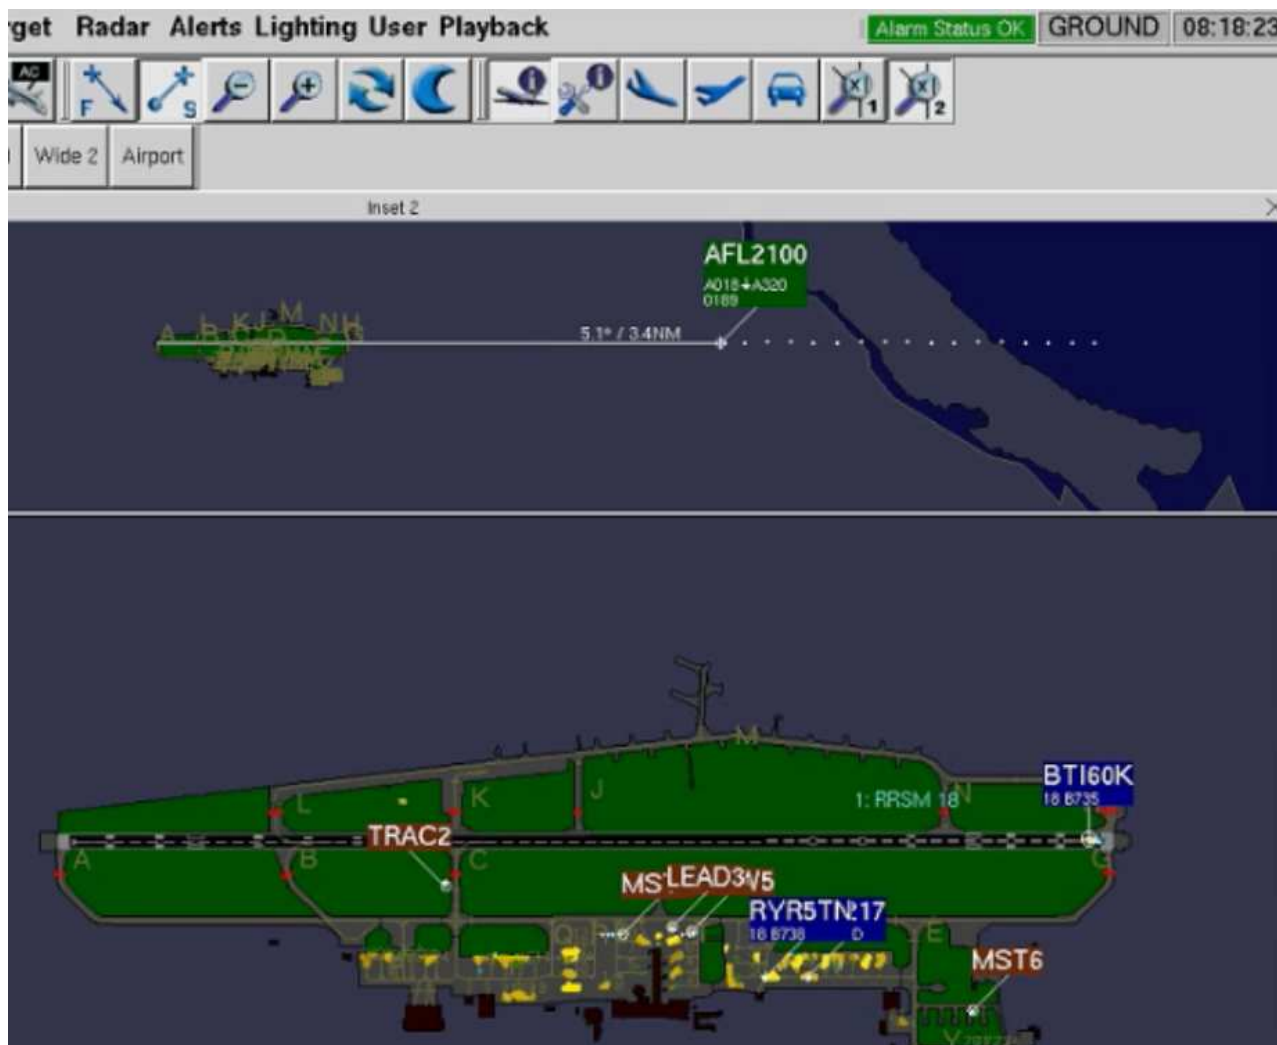 get Radar Alerts Lighting User Playback Alarm Status OK GROUND 08:18:23
AC F S i i 1 2
Wide 2 Airport
Inset 2
AFL2100
A018↓A320
0189
A L B K J M N H G
5.1° / 3.4NM
M
BTI60K
18 B735
L K J 1: RRSM 18 N
TRAC2
A B C G
MS LEAD3 V5
RYR5TN 217
18 B738 D
Q E
MST6
Y